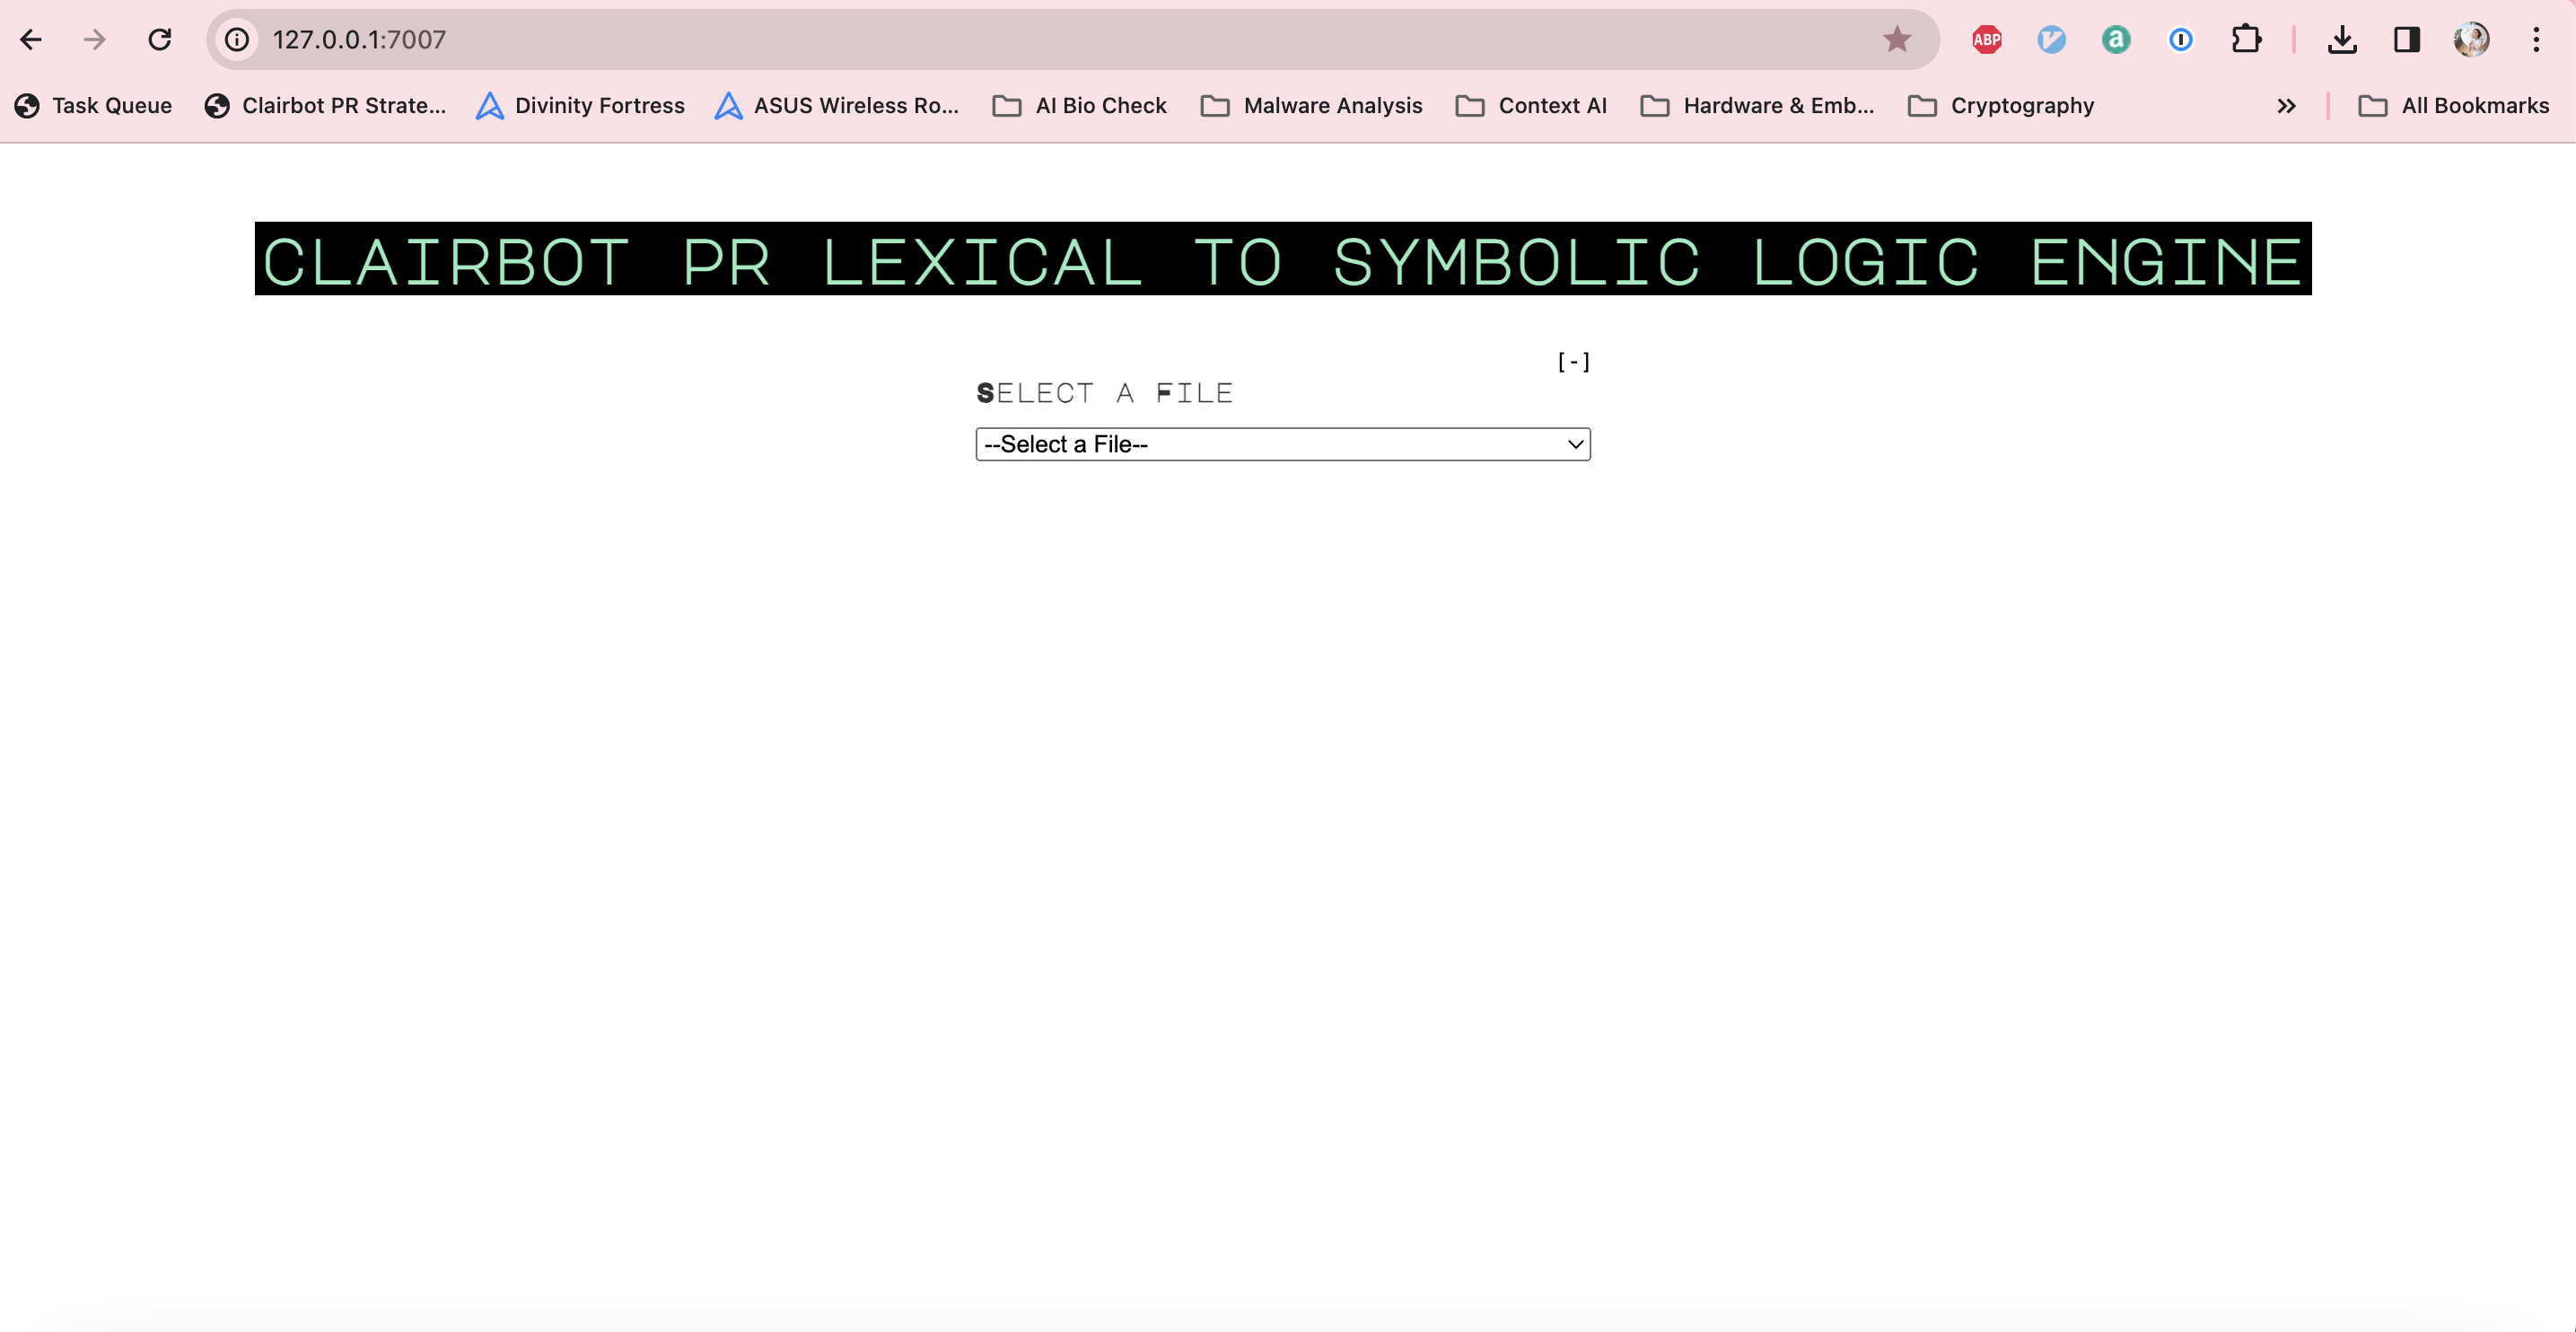 127.0.0.1:7007
ABP
a
Task Queue Clairbot PR Strate... Divinity Fortress ASUS Wireless Ro... AI Bio Check Malware Analysis Context AI Hardware & Emb... Cryptography » All Bookmarks
CLAIRBOT PR LEXICAL TO SYMBOLIC LOGIC ENGINE
[-]
SELECT A FILE
--Select a File--